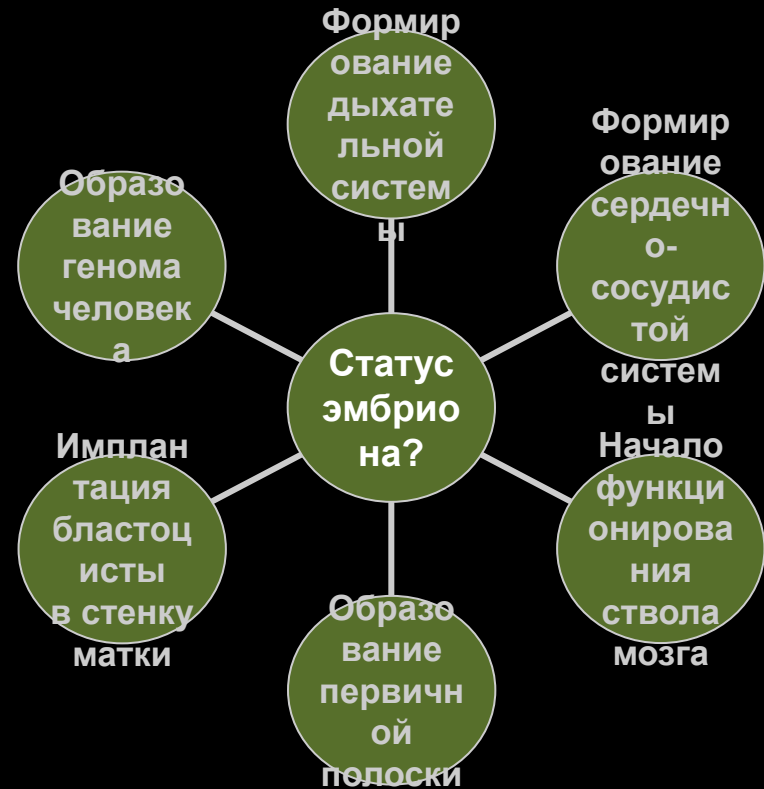 Формир
ование
дыхате
льной
систем
ы
Формир
ование
сердечн
о-
сосудис
той
систем
ы
Начало
функци
онирова
ния
ствола
мозга
Образо
вание
первичн
ой
полоски
Имплан
тация
бластоц
исты
в стенку
матки
Образо
вание
генома
человек
а
Статус
эмбрио
на?